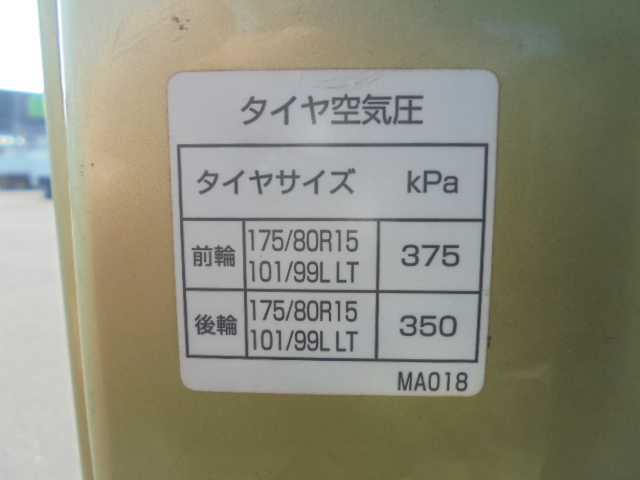 タイヤ空気圧
タイヤサイズ kPa
前輪 175/80R15 101/99L LT 375
後輪 175/80R15 101/99L LT 350
MA018